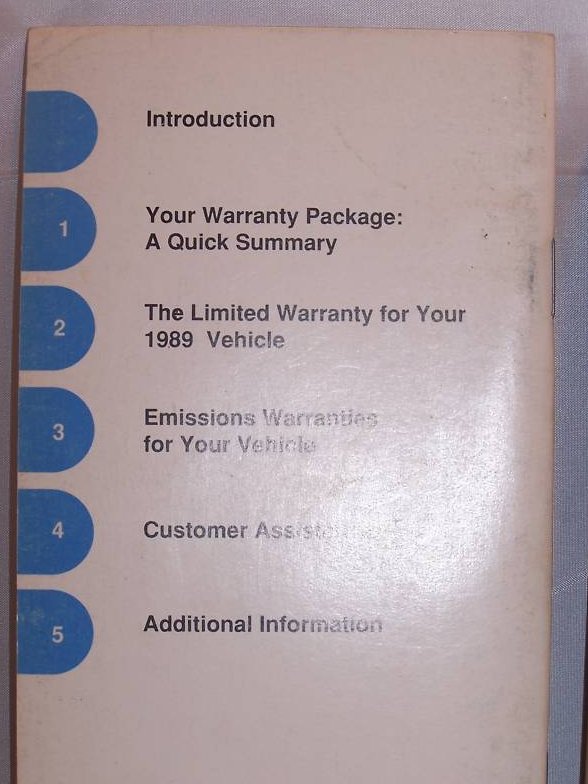 Introduction
1
Your Warranty Package:
A Quick Summary
2
The Limited Warranty for Your
1989 Vehicle
3
Emissions Warranties
for Your Vehicle
4
Customer Assistance
5
Additional Information